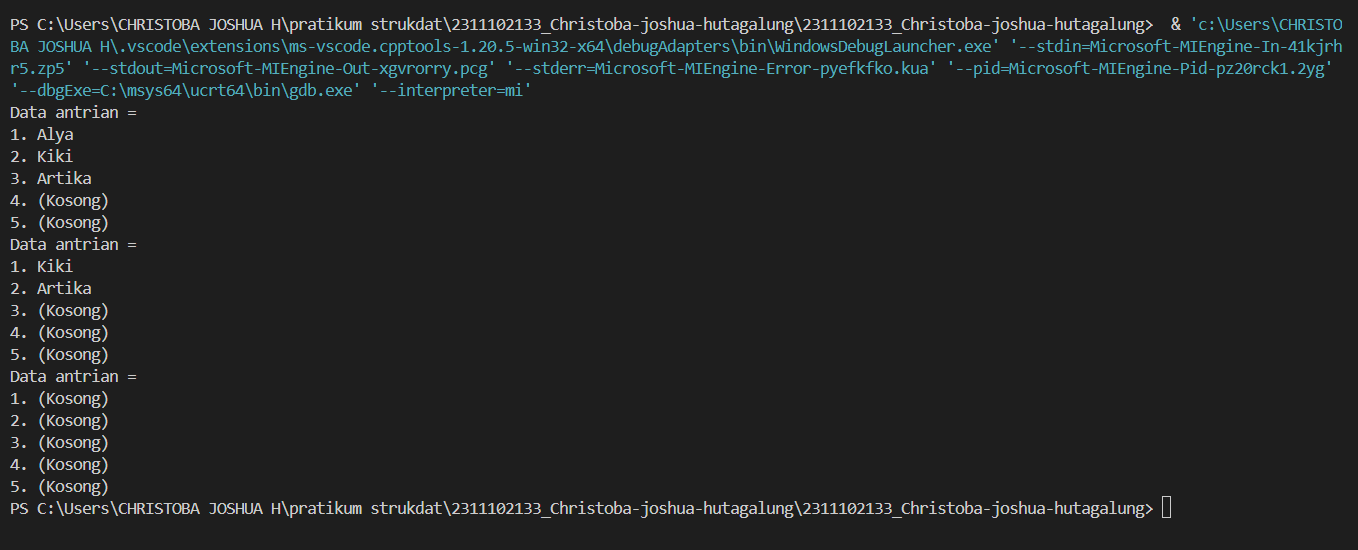 PS C:\Users\CHRISTOBA JOSHUA H\pratikum strukdat\2311102133_Christoba-joshua-hutagalung\2311102133_Christoba-joshua-hutagalung>  & 'c:\Users\CHRISTO
BA JOSHUA H\.vscode\extensions\ms-vscode.cpptools-1.20.5-win32-x64\debugAdapters\bin\WindowsDebugLauncher.exe' '--stdin=Microsoft-MIEngine-In-41kjrh
r5.zp5' '--stdout=Microsoft-MIEngine-Out-xgvrorry.pcg' '--stderr=Microsoft-MIEngine-Error-pyefkfko.kua' '--pid=Microsoft-MIEngine-Pid-pz20rck1.2yg'
'--dbgExe=C:\msys64\ucrt64\bin\gdb.exe' '--interpreter=mi'
Data antrian =
1. Alya
2. Kiki
3. Artika
4. (Kosong)
5. (Kosong)
Data antrian =
1. Kiki
2. Artika
3. (Kosong)
4. (Kosong)
5. (Kosong)
Data antrian =
1. (Kosong)
2. (Kosong)
3. (Kosong)
4. (Kosong)
5. (Kosong)
PS C:\Users\CHRISTOBA JOSHUA H\pratikum strukdat\2311102133_Christoba-joshua-hutagalung\2311102133_Christoba-joshua-hutagalung>